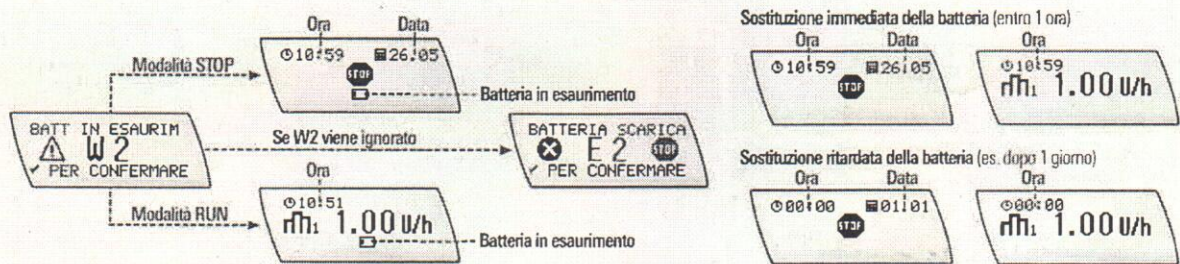 Ora Data
10:59 26.05
STOP
Modalità STOP
Batteria in esaurimento
BATT IN ESAURIM
W2
PER CONFERMARE
Se W2 viene ignorato
BATTERIA SCARICA
E2 STOP
PER CONFERMARE
Ora
Modalità RUN
10:51
1 1.00 U/h
Batteria in esaurimento
Sostituzione immediata della batteria (entro 1 ora)
Ora Data
10:59 26:05
STOP
Ora
10:59
1 1.00 U/h
Sostituzione ritardata della batteria (es. dopo 1 giorno)
Ora Data
00:00 01:01
STOP
Ora
00:00
1 1.00 U/h